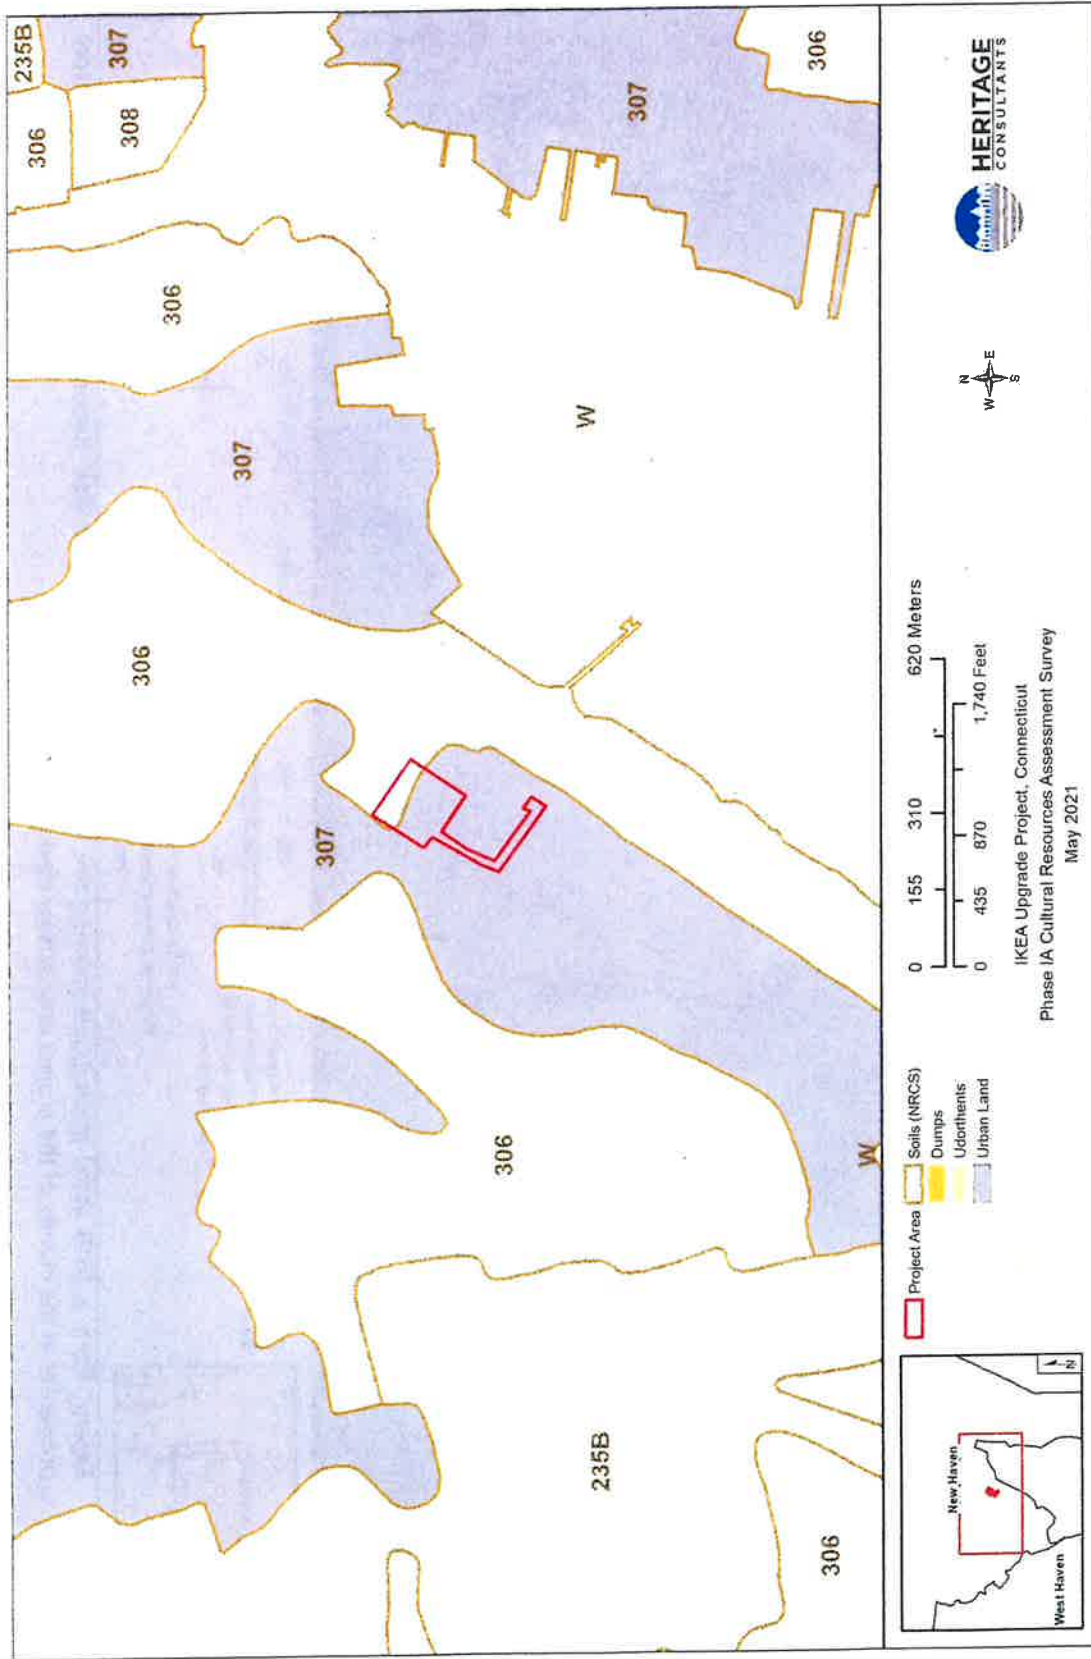 235B
306
307
308
306
307
306
307
306
307
W
306
W
235B
306
Project Area
Soils (NRCS)
Dumps
Udorthents
Urban Land
0 155 310 620 Meters
0 435 870 1,740 Feet
IKEA Upgrade Project, Connecticut
Phase IA Cultural Resources Assessment Survey
May 2021
N
W E
S
HERITAGE
CONSULTANTS
New Haven
West Haven
N